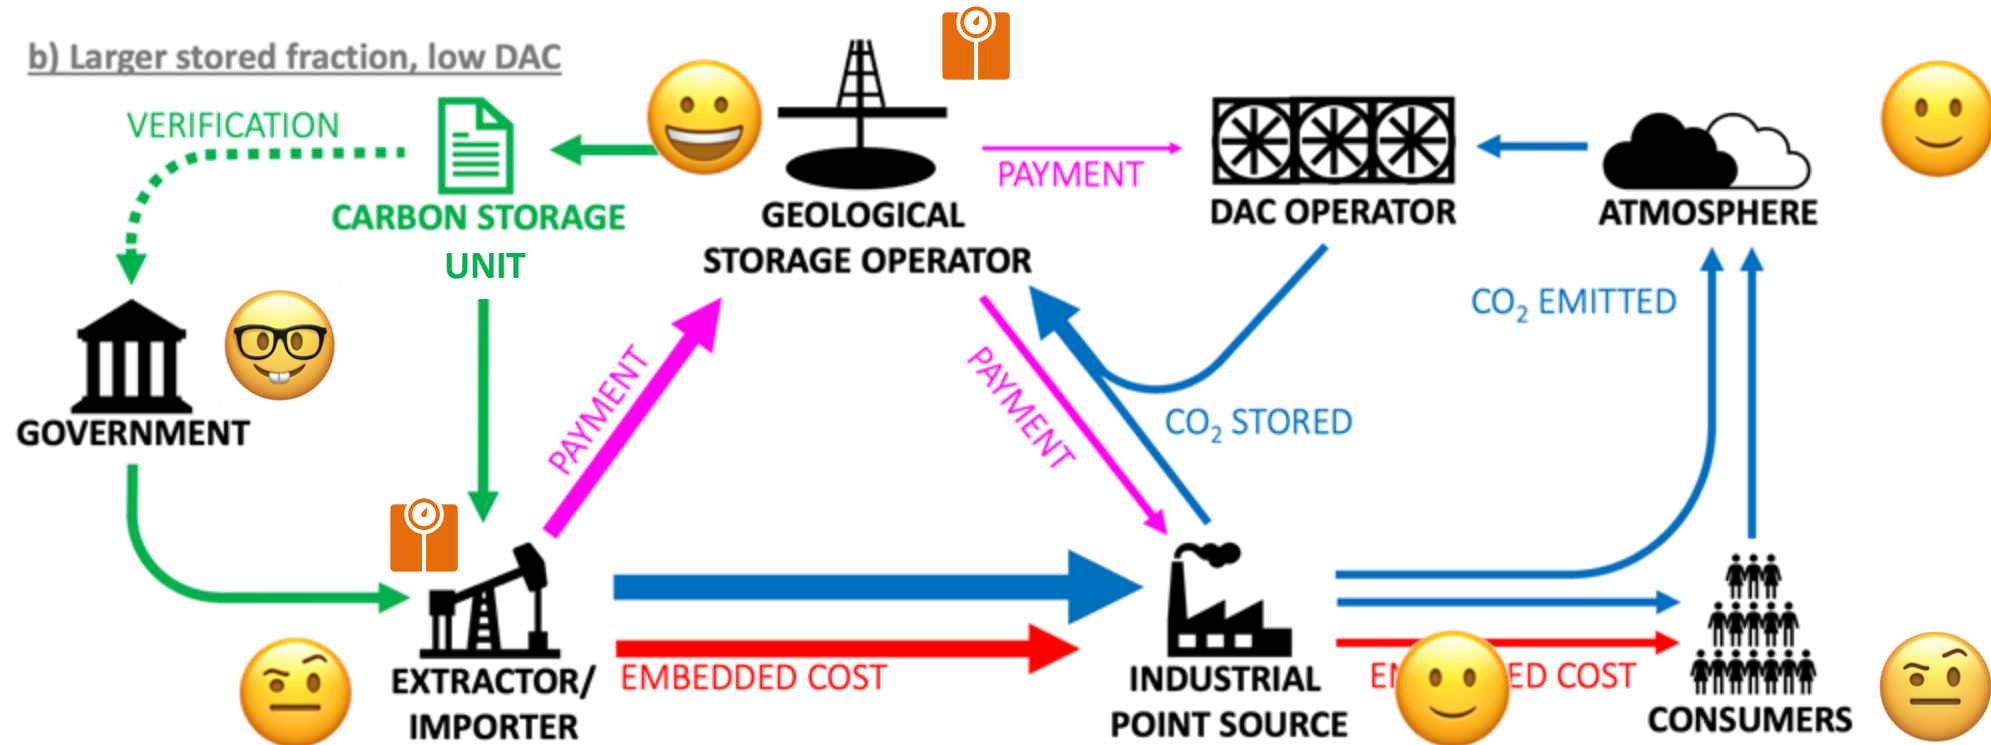 b) Larger stored fraction, low DAC
VERIFICATION
CARBON STORAGE
UNIT
GEOLOGICAL
STORAGE OPERATOR
PAYMENT
DAC OPERATOR
ATMOSPHERE
CO₂ EMITTED
GOVERNMENT
PAYMENT
PAYMENT
CO₂ STORED
EXTRACTOR/
IMPORTER
EMBEDDED COST
INDUSTRIAL
POINT SOURCE
COST
CONSUMERS